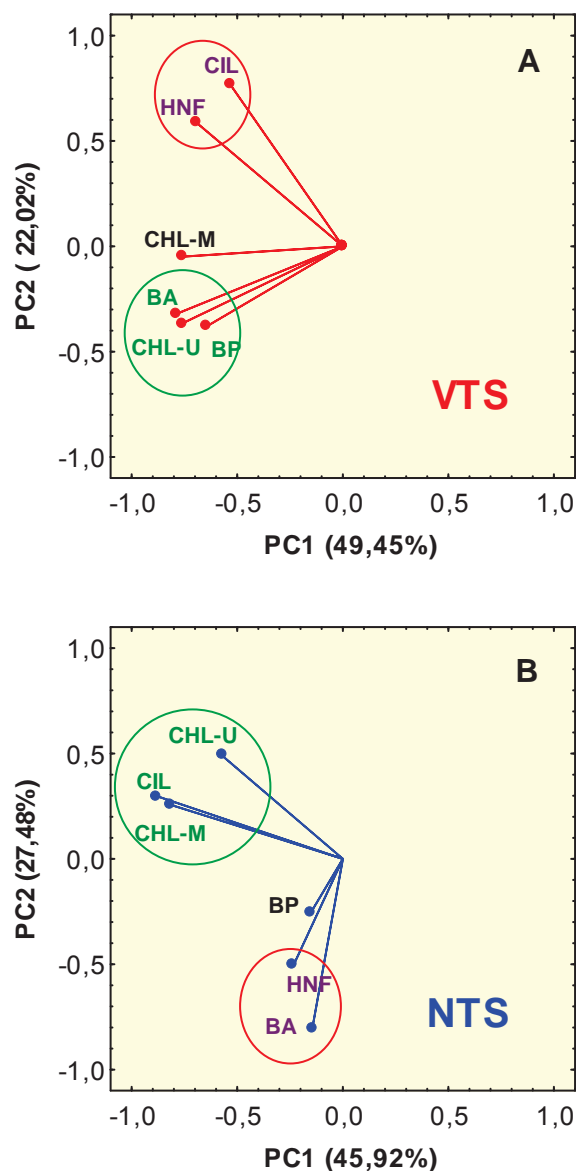 A
1,0
0,5
0,0
-0,5
-1,0
PC2 ( 22,02%)
CIL
HNF
CHL-M
BA
CHL-U BP
VTS
-1,0 -0,5 0,0 0,5 1,0
PC1 (49,45%)
B
1,0
0,5
0,0
-0,5
-1,0
PC2 (27,48%)
CHL-U
CIL
CHL-M
BP
HNF
BA
NTS
-1,0 -0,5 0,0 0,5 1,0
PC1 (45,92%)